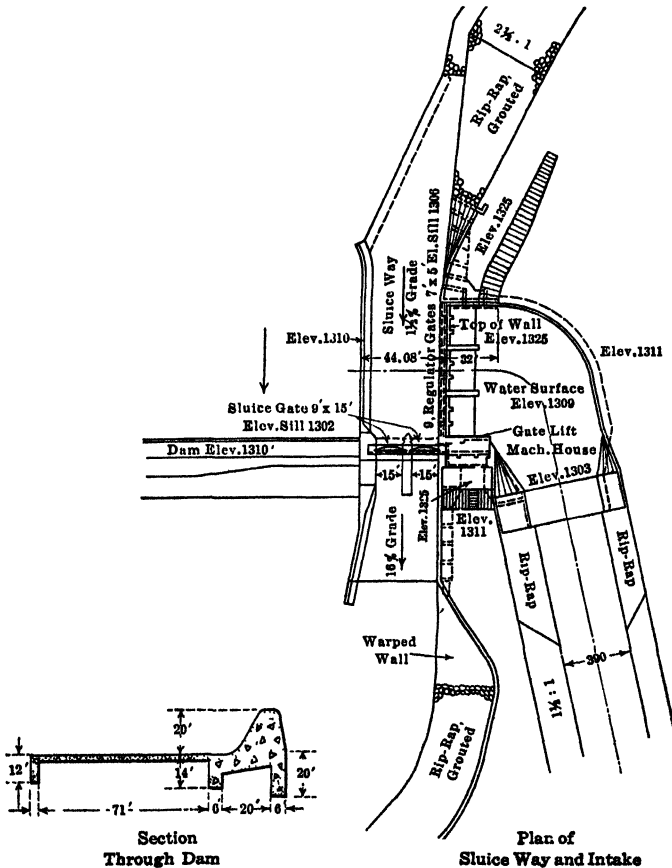 2½ · 1
Rip-Rap,
Grouted
Elev.1325
9, Regulator Gates 7'x 5' El. Sill 1306
Sluice Way
1½% Grade
Top of Wall
Elev.1325
Elev.1310
44.08'
32'
Elev.1311
Water Surface
Elev.1309
Sluice Gate 9'x 15'
Elev.Sill 1302
Gate Lift
Mach. House
Dam Elev.1310'
Elev.1303
15'
15'
Elev.1325
Elev.
1311
16% Grade
Rip-Rap
Rip-Rap
Warped
Wall
390
1½ : 1
20'
12'
14'
20'
71'
6'
20'
6'
Rip-Rap,
Grouted
Section
Through Dam
Plan of
Sluice Way and Intake